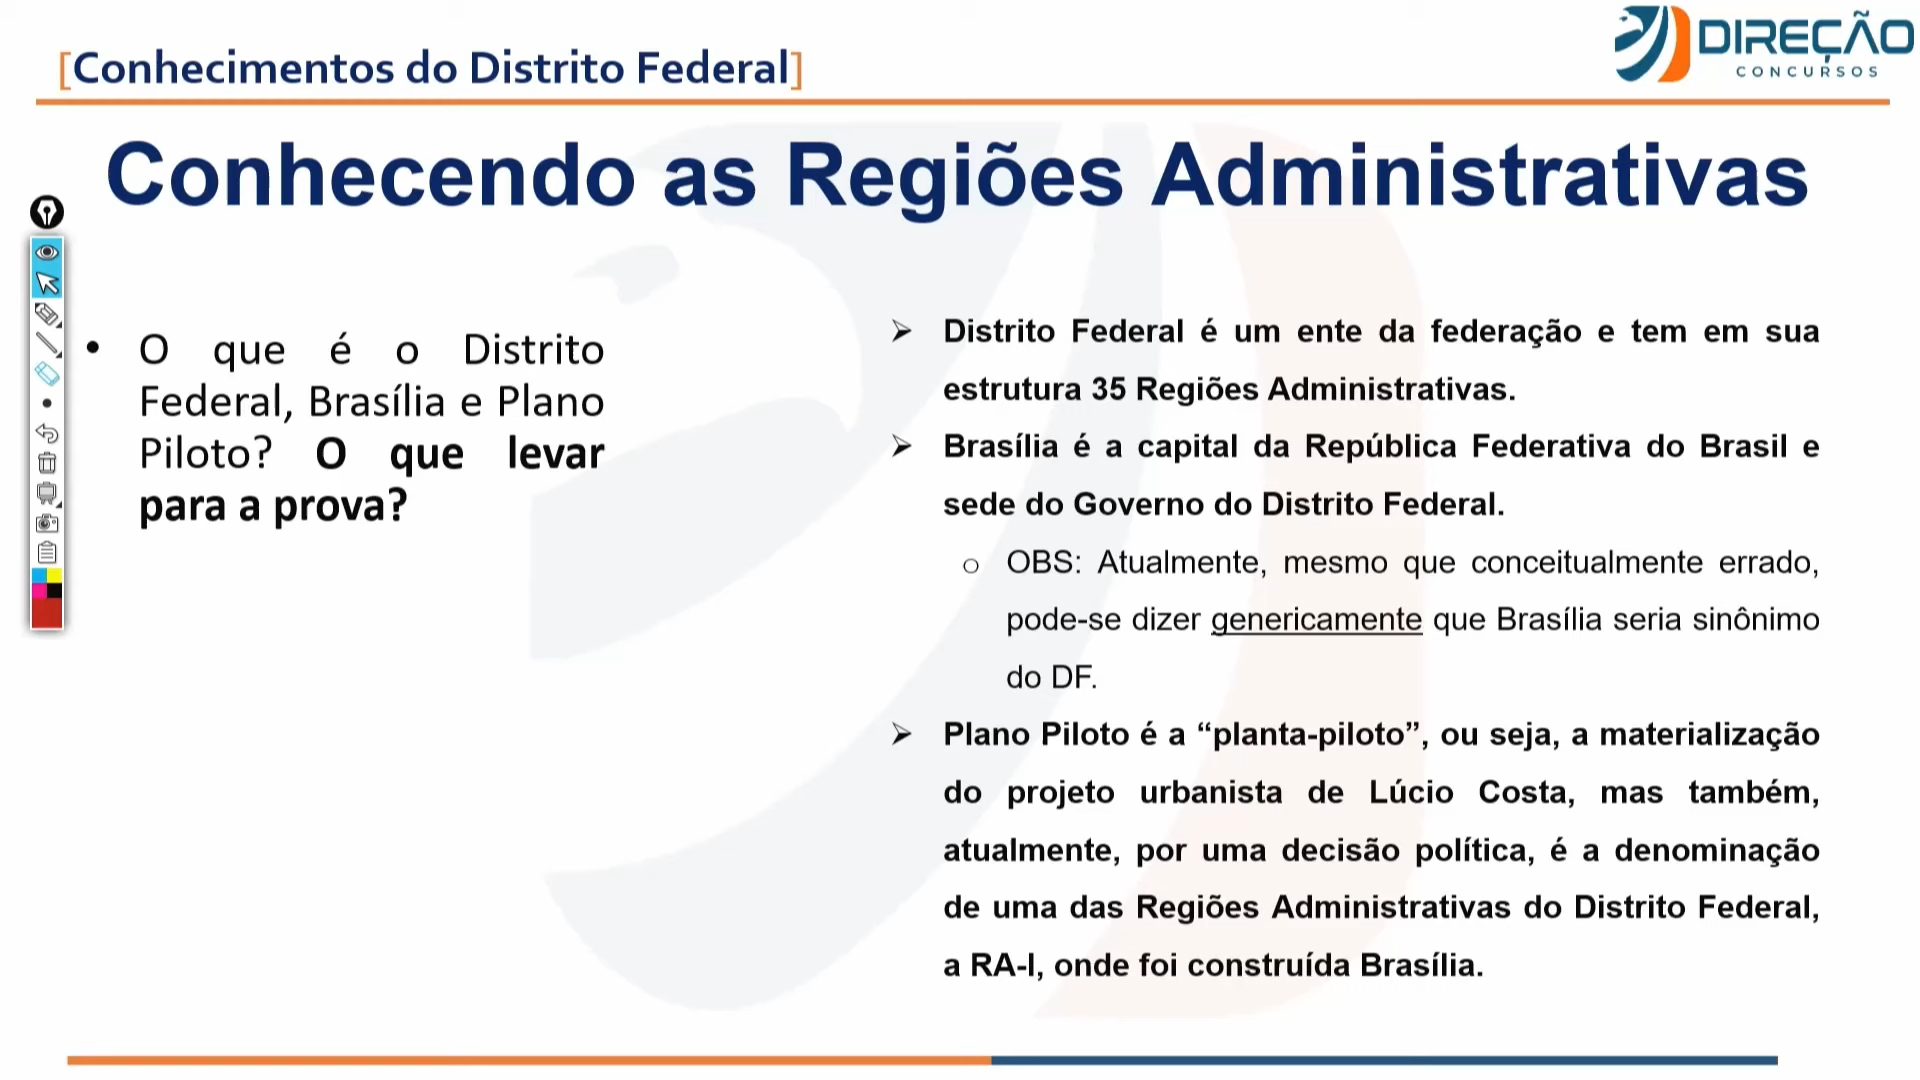 [Conhecimentos do Distrito Federal]
DIREÇÃO
CONCURSOS
Conhecendo as Regiões Administrativas
• O que é o Distrito
Federal, Brasília e Plano
Piloto? O que levar
para a prova?
➢ Distrito Federal é um ente da federação e tem em sua
estrutura 35 Regiões Administrativas.
➢ Brasília é a capital da República Federativa do Brasil e
sede do Governo do Distrito Federal.
o OBS: Atualmente, mesmo que conceitualmente errado,
pode-se dizer genericamente que Brasília seria sinônimo
do DF.
➢ Plano Piloto é a “planta-piloto”, ou seja, a materialização
do projeto urbanista de Lúcio Costa, mas também,
atualmente, por uma decisão política, é a denominação
de uma das Regiões Administrativas do Distrito Federal,
a RA-I, onde foi construída Brasília.